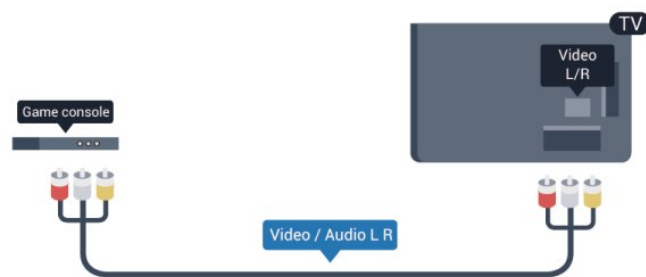 TV
Video
L/R
Game console
Video / Audio L R